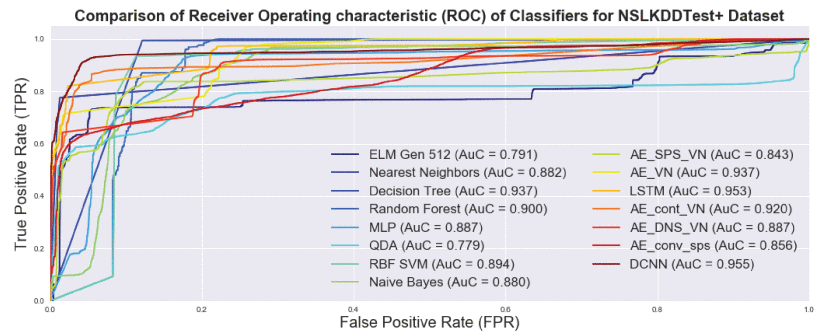 Comparison of Receiver Operating characteristic (ROC) of Classifiers for NSLKDDTest+ Dataset
1.0
0.8
0.6
0.4
0.2
0.0
True Positive Rate (TPR)
ELM Gen 512 (AuC = 0.791)
Nearest Neighbors (AuC = 0.882)
Decision Tree (AuC = 0.937)
Random Forest (AuC = 0.900)
MLP (AuC = 0.887)
QDA (AuC = 0.779)
RBF SVM (AuC = 0.894)
Naive Bayes (AuC = 0.880)
AE_SPS_VN (AuC = 0.843)
AE_VN (AuC = 0.937)
LSTM (AuC = 0.953)
AE_cont_VN (AuC = 0.920)
AE_DNS_VN (AuC = 0.887)
AE_conv_sps (AuC = 0.856)
DCNN (AuC = 0.955)
0.0 0.2 0.4 0.6 0.8 1.0
False Positive Rate (FPR)